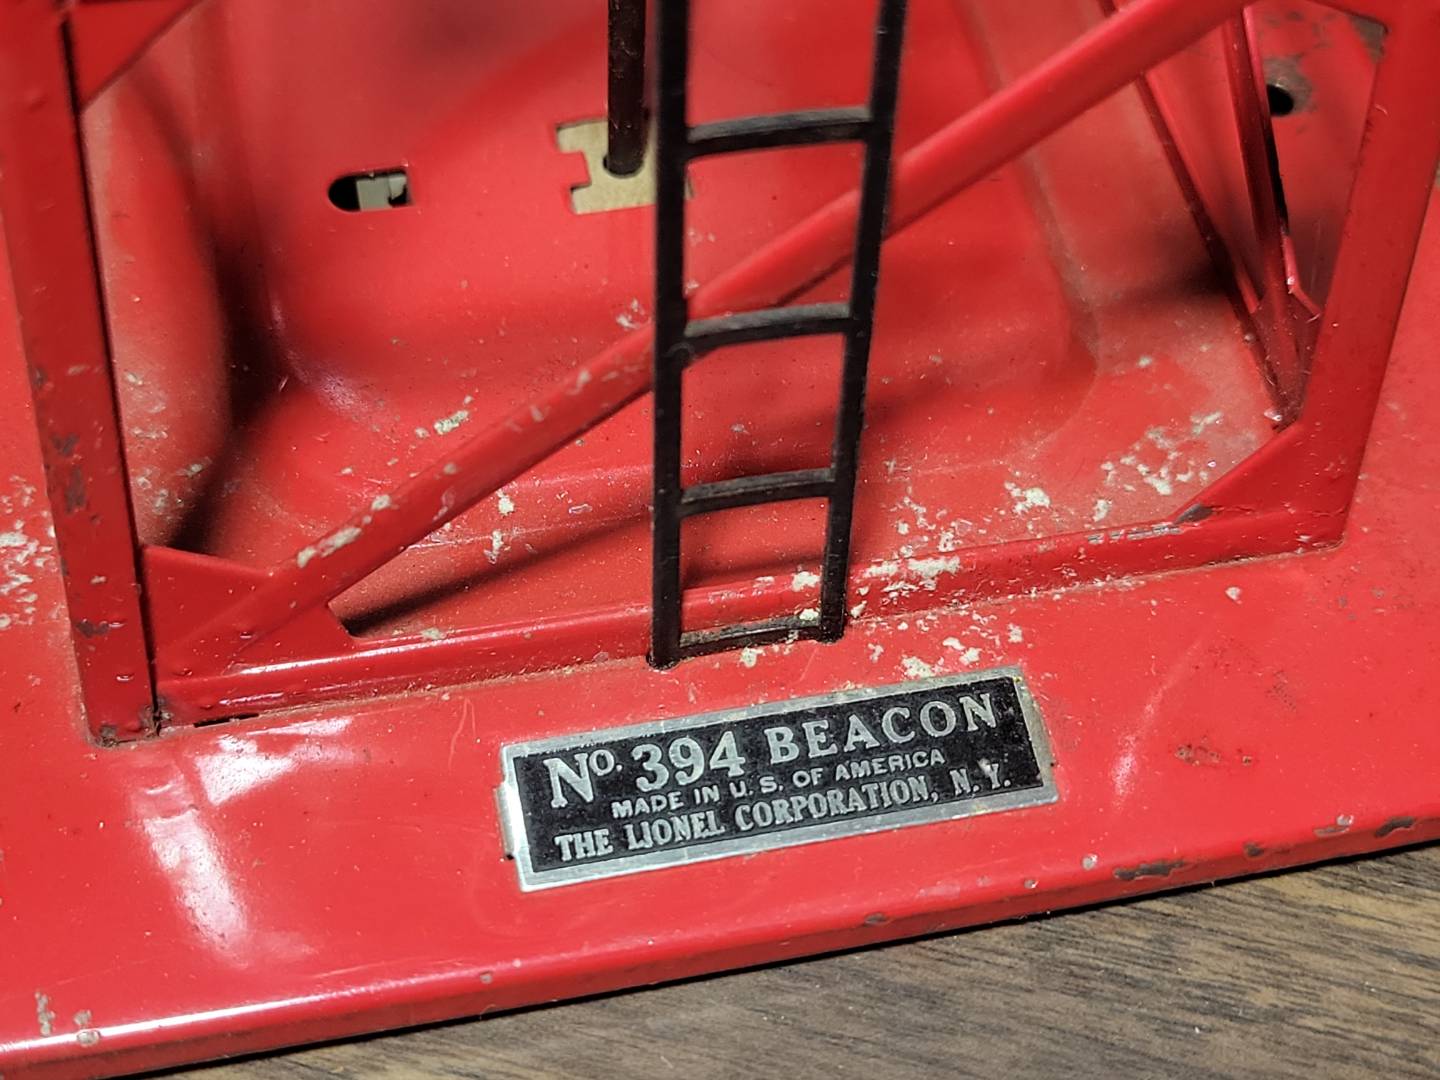 No. 394 BEACON
MADE IN U. S. OF AMERICA
THE LIONEL CORPORATION, N. Y.